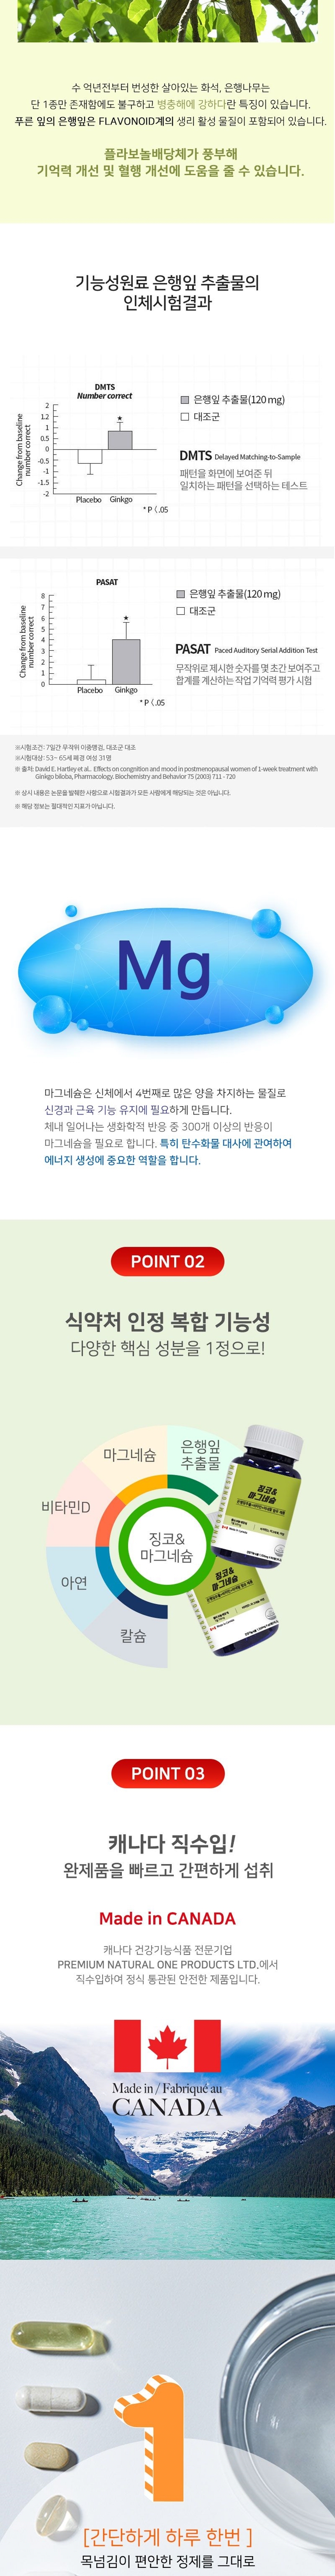 수 억년전부터 번성한 살아있는 화석, 은행나무는
단 1종만 존재함에도 불구하고 병충해에 강하다란 특징이 있습니다.
푸른 잎의 은행잎은 FLAVONOID계의 생리 활성 물질이 포함되어 있습니다.
플라보놀배당체가 풍부해
기억력 개선 및 혈행 개선에 도움을 줄 수 있습니다.
기능성원료 은행잎 추출물의
인체시험결과
DMTS
Number correct
Change from baseline
number correct
2
1.2
1
0.5
0
-0.5
-1
-1.5
-2
Placebo Ginkgo
* P〈.05
은행잎 추출물(120 mg)
대조군
DMTS Delayed Matching-to-Sample
패턴을 화면에 보여준 뒤
일치하는 패턴을 선택하는 테스트
PASAT
Change from baseline
number correct
8
7
6
5
4
3
2
1
0
Placebo Ginkgo
* P〈.05
은행잎 추출물(120 mg)
대조군
PASAT Paced Auditory Serial Addition Test
무작위로 제시한 숫자를 몇 초간 보여주고
합계를 계산하는 작업 기억력 평가 시험
※시험조건: 7일간 무작위 이중맹검, 대조군 대조
※시험대상: 53~ 65세 폐경 여성 31명
※ 출처: David E. Hartley et al.. Effects on congnition and mood in postmenopausal women of 1-week treatment with
Ginkgo biloba, Pharmacology. Biochemistry and Behavior 75 (2003) 711 - 720
※ 상시 내용은 논문을 발췌한 사항으로 시험결과가 모든 사람에게 해당되는 것은 아닙니다.
※ 해당 정보는 절대적인 지표가 아닙니다.
Mg
마그네슘은 신체에서 4번째로 많은 양을 차지하는 물질로
신경과 근육 기능 유지에 필요하게 만듭니다.
체내 일어나는 생화학적 반응 중 300개 이상의 반응이
마그네슘을 필요로 합니다. 특히 탄수화물 대사에 관여하여
에너지 생성에 중요한 역할을 합니다.
POINT 02
식약처 인정 복합 기능성
다양한 핵심 성분을 1정으로!
은행잎
추출물
마그네슘
비타민D
아연
칼슘
징코&
마그네슘
징코&
마그네슘
징코&
마그네슘
POINT 03
캐나다 직수입!
완제품을 빠르고 간편하게 섭취
Made in CANADA
캐나다 건강기능식품 전문기업
PREMIUM NATURAL ONE PRODUCTS LTD.에서
직수입하여 정식 통관된 안전한 제품입니다.
Made in / Fabriqué au
CANADA
1
[간단하게 하루 한번 ]
목넘김이 편안한 정제를 그대로